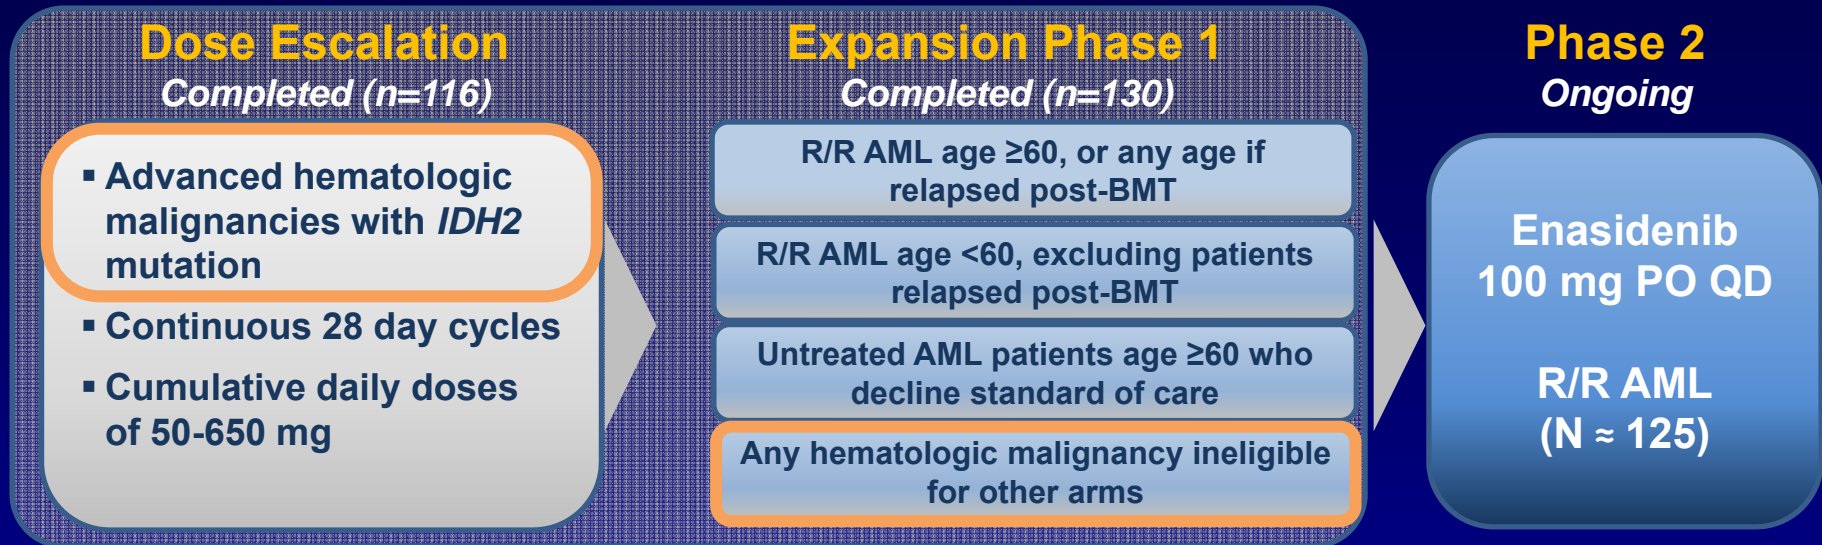 Dose Escalation
Completed (n=116)
▪ Advanced hematologic
malignancies with IDH2
mutation
▪ Continuous 28 day cycles
▪ Cumulative daily doses
of 50-650 mg
Expansion Phase 1
Completed (n=130)
R/R AML age ≥60, or any age if
relapsed post-BMT
R/R AML age <60, excluding patients
relapsed post-BMT
Untreated AML patients age ≥60 who
decline standard of care
Any hematologic malignancy ineligible
for other arms
Phase 2
Ongoing
Enasidenib
100 mg PO QD
R/R AML
(N ≈ 125)